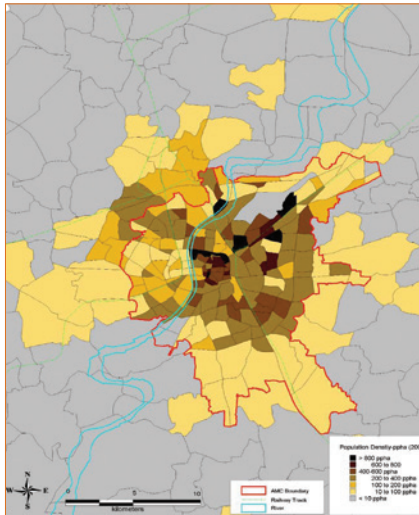 N
W E
S
0 5 10
kilometers
AMC Boundary
Railway Track
River
Population Density-ppha (200
> 800 ppha
600 to 800
400-600 ppha
200 to 400 ppha
100 to 200 ppha
10 to 100 ppha
< 10 ppha